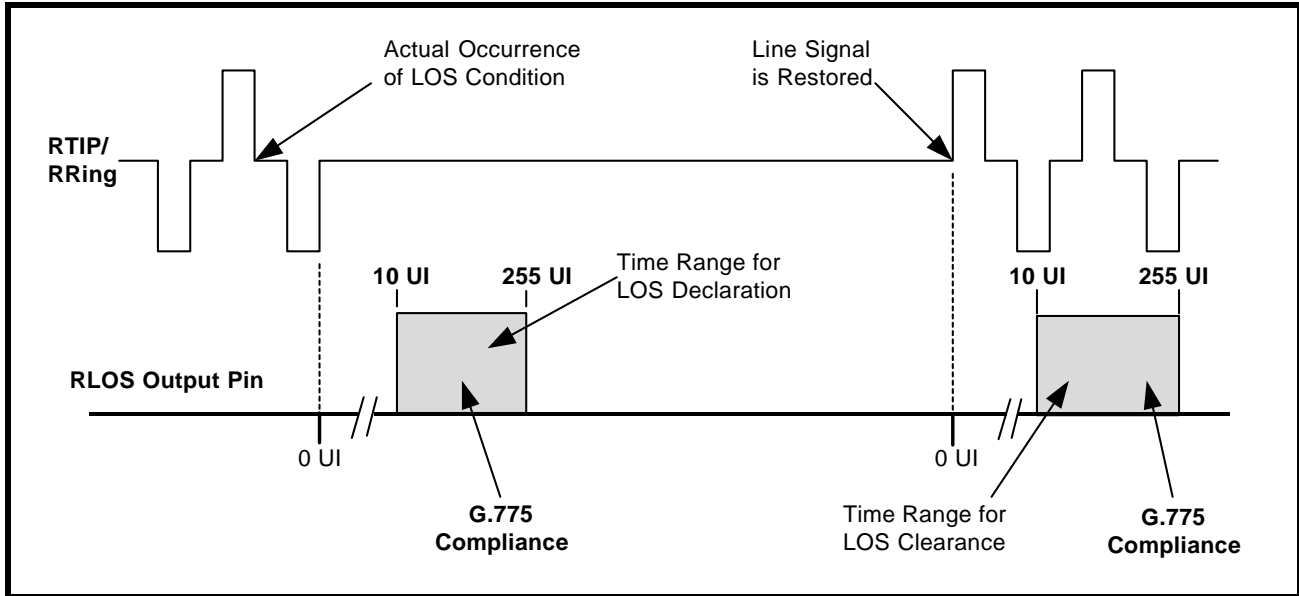 Actual Occurrence
of LOS Condition
Line Signal
is Restored
RTIP/
RRing
10 UI
255 UI
Time Range for
LOS Declaration
10 UI
255 UI
RLOS Output Pin
0 UI
0 UI
G.775
Compliance
Time Range for
LOS Clearance
G.775
Compliance